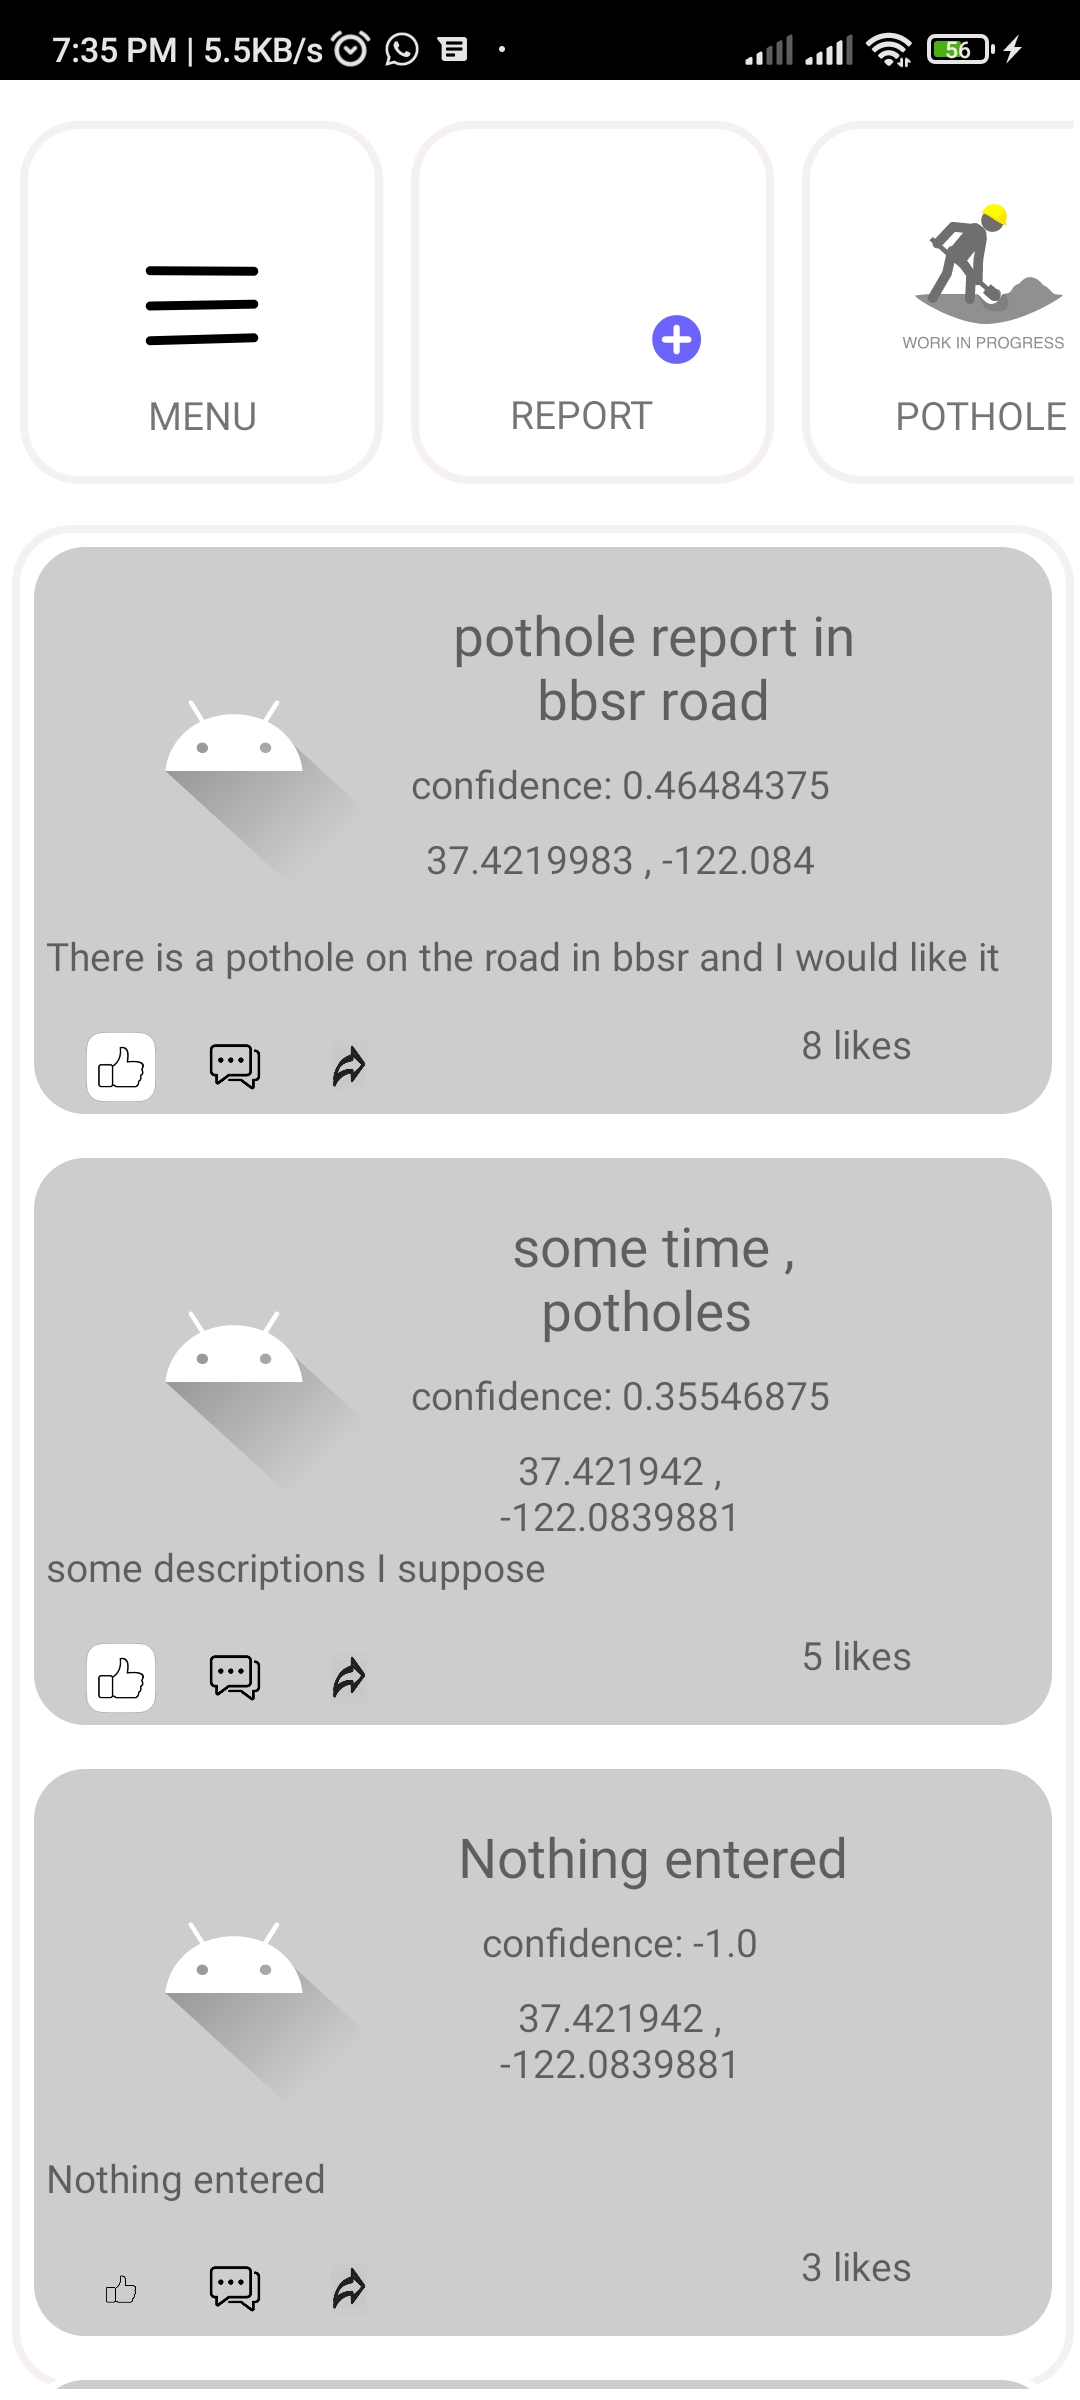 7:35 PM | 5.5KB/s
56
MENU
REPORT
WORK IN PROGRESS
POTHOLE
pothole report in
bbsr road
confidence: 0.46484375
37.4219983 , -122.084
There is a pothole on the road in bbsr and I would like it
8 likes
some time ,
potholes
confidence: 0.35546875
37.421942 ,
-122.0839881
some descriptions I suppose
5 likes
Nothing entered
confidence: -1.0
37.421942 ,
-122.0839881
Nothing entered
3 likes